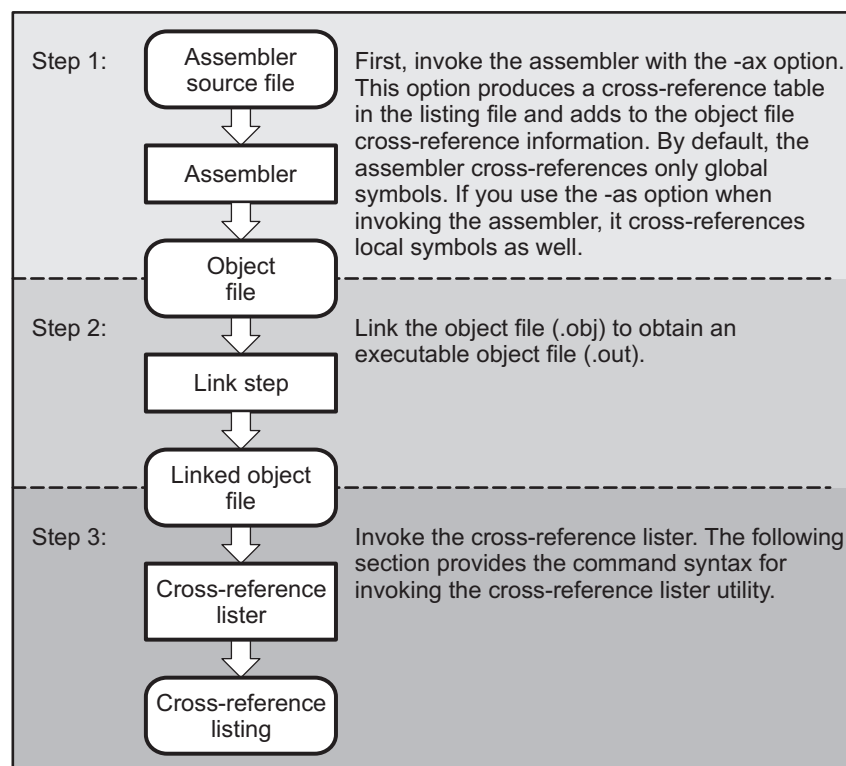 Step 1:
Assembler
source file
Assembler
Object
file
First, invoke the assembler with the -ax option.
This option produces a cross-reference table
in the listing file and adds to the object file
cross-reference information. By default, the
assembler cross-references only global
symbols. If you use the -as option when
invoking the assembler, it cross-references
local symbols as well.
Step 2:
Link step
Linked object
file
Link the object file (.obj) to obtain an
executable object file (.out).
Step 3:
Cross-reference
lister
Cross-reference
listing
Invoke the cross-reference lister. The following
section provides the command syntax for
invoking the cross-reference lister utility.